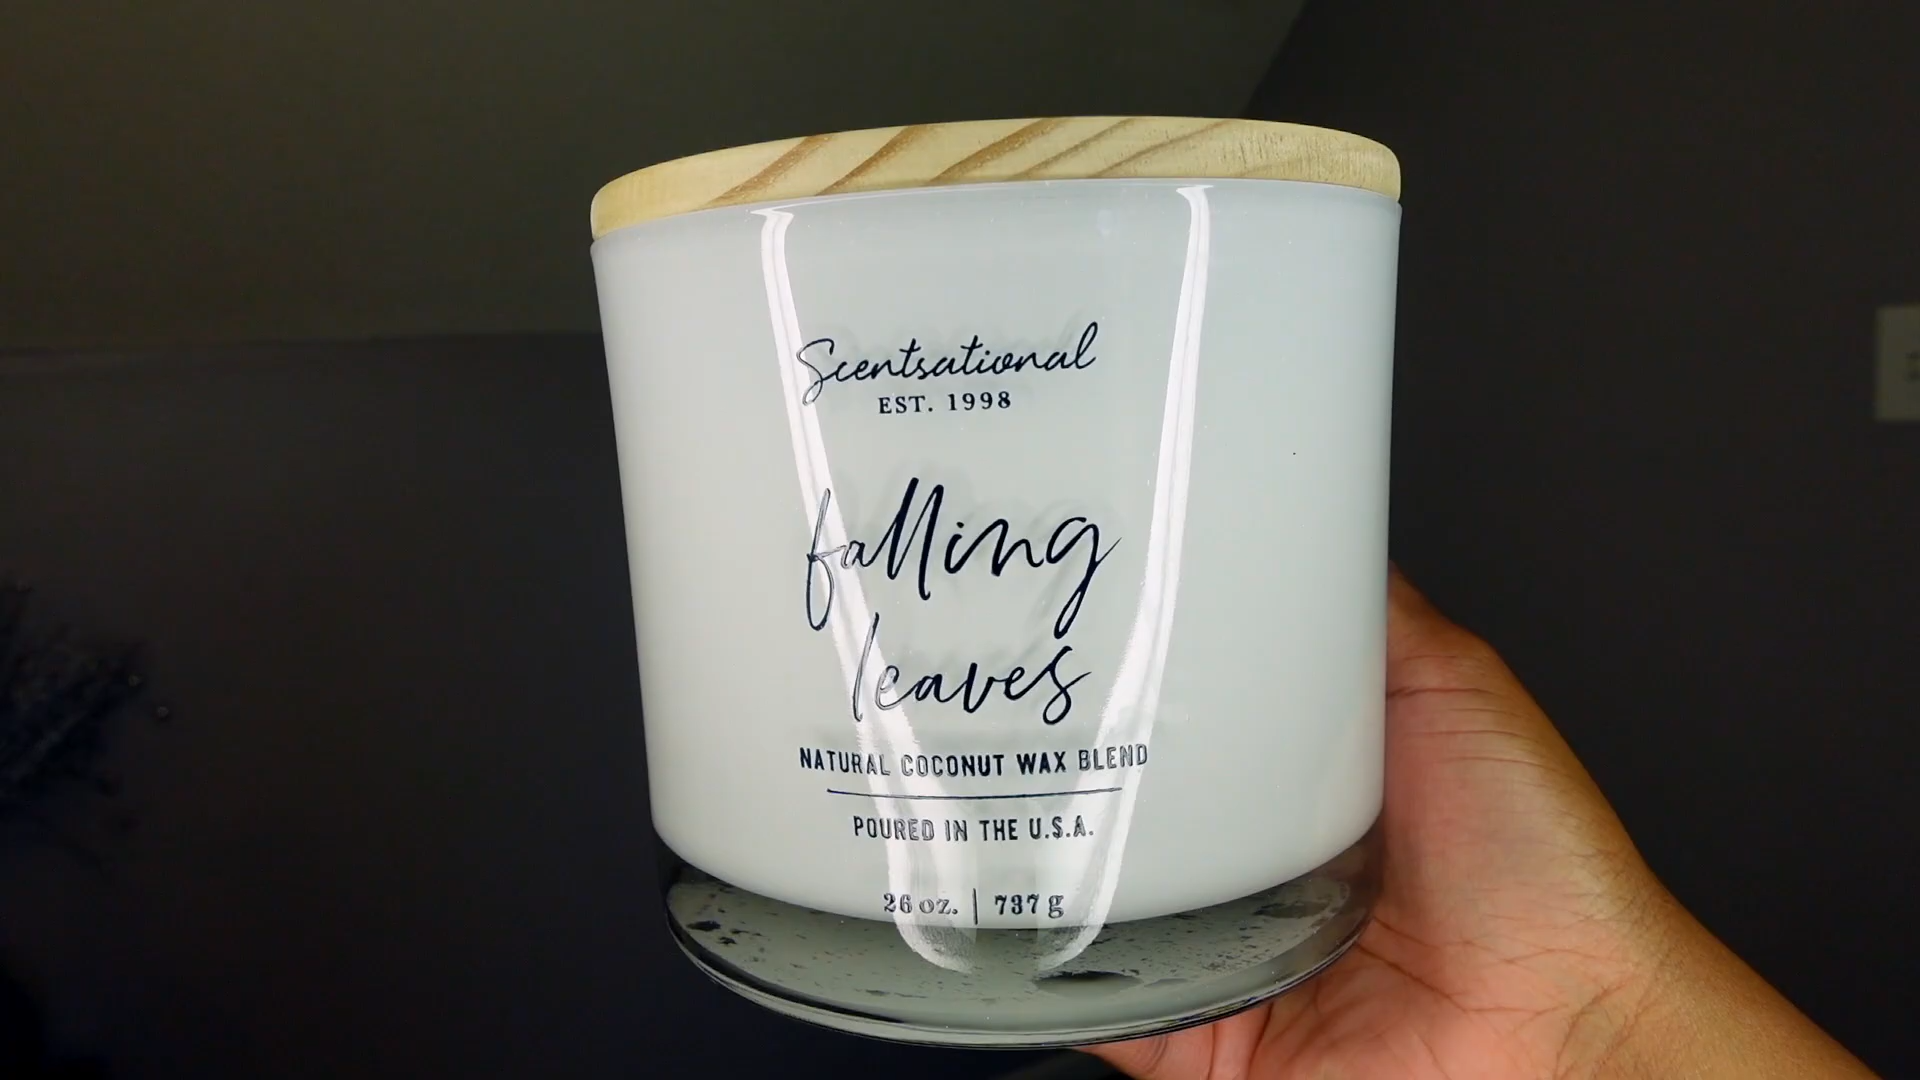 Scentsational
EST. 1998
falling
leaves
NATURAL COCONUT WAX BLEND
POURED IN THE U.S.A.
26 oz. | 737 g